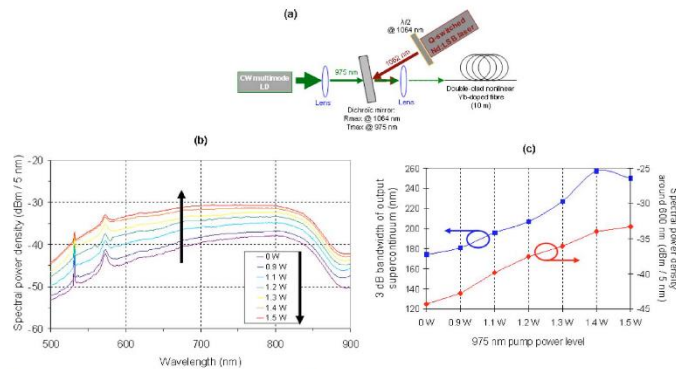 (a)
λ/2
@ 1064 nm
Q-switched
Nd:LSB laser
1062 nm
CW multimode
LD
975 nm
Lens
Lens
Dichroic mirror:
Rmax @ 1064 nm
Tmax @ 975 nm
Double-clad nonlinear
Yb-doped fibre
(10 m)
(b)
Spectral power density (dBm / 5 nm)
-20
-30
-40
-50
-60
500
600
700
800
900
Wavelength (nm)
0 W
0.9 W
1.1 W
1.2 W
1.3 W
1.4 W
1.5 W
(c)
3 dB bandwidth of output
supercontinuum (nm)
260
240
220
200
180
160
140
120
-25
-30
-35
-40
-45
Spectral power density
around 600 nm (dBm / 5 nm)
0 W
0.9 W
1.1 W
1.2 W
1.3 W
1.4 W
1.5 W
975 nm pump power level